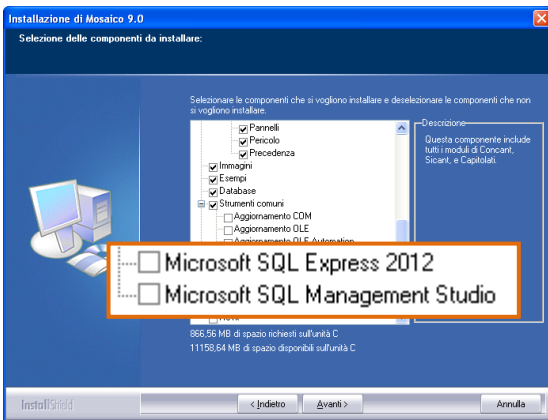 Installazione di Mosaico 9.0
Selezione delle componenti da installare:
Selezionare le componenti che si vogliono installare e deselezionare le componenti che non
si vogliono installare.
Pannelli
Pericolo
Precedenza
Immagini
Esempi
Database
Strumenti comuni
Aggiornamento COM
Aggiornamento OLE
Aggiornamento OLE Automation
Descrizione
Questa componente include
tutti i moduli di Concant,
Sicant, e Capitolati.
Microsoft SQL Express 2012
Microsoft SQL Management Studio
866,56 MB di spazio richiesti sull'unità C
11158,64 MB di spazio disponibili sull'unità C
InstallShield
< Indietro
Avanti >
Annulla